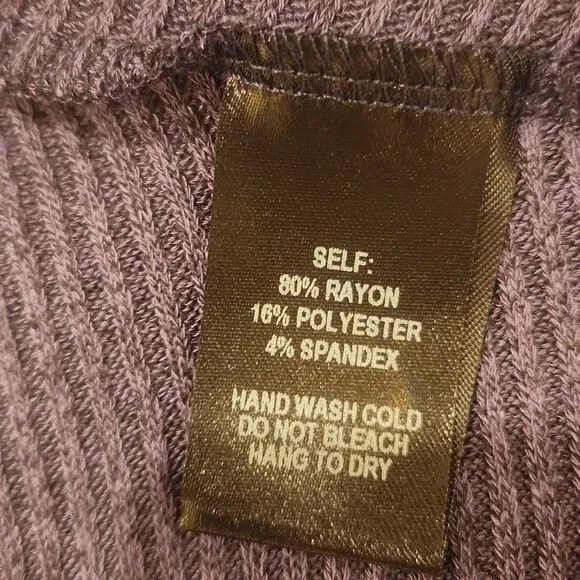 SELF:
80% RAYON
16% POLYESTER
4% SPANDEX
HAND WASH COLD
DO NOT BLEACH
HANG TO DRY